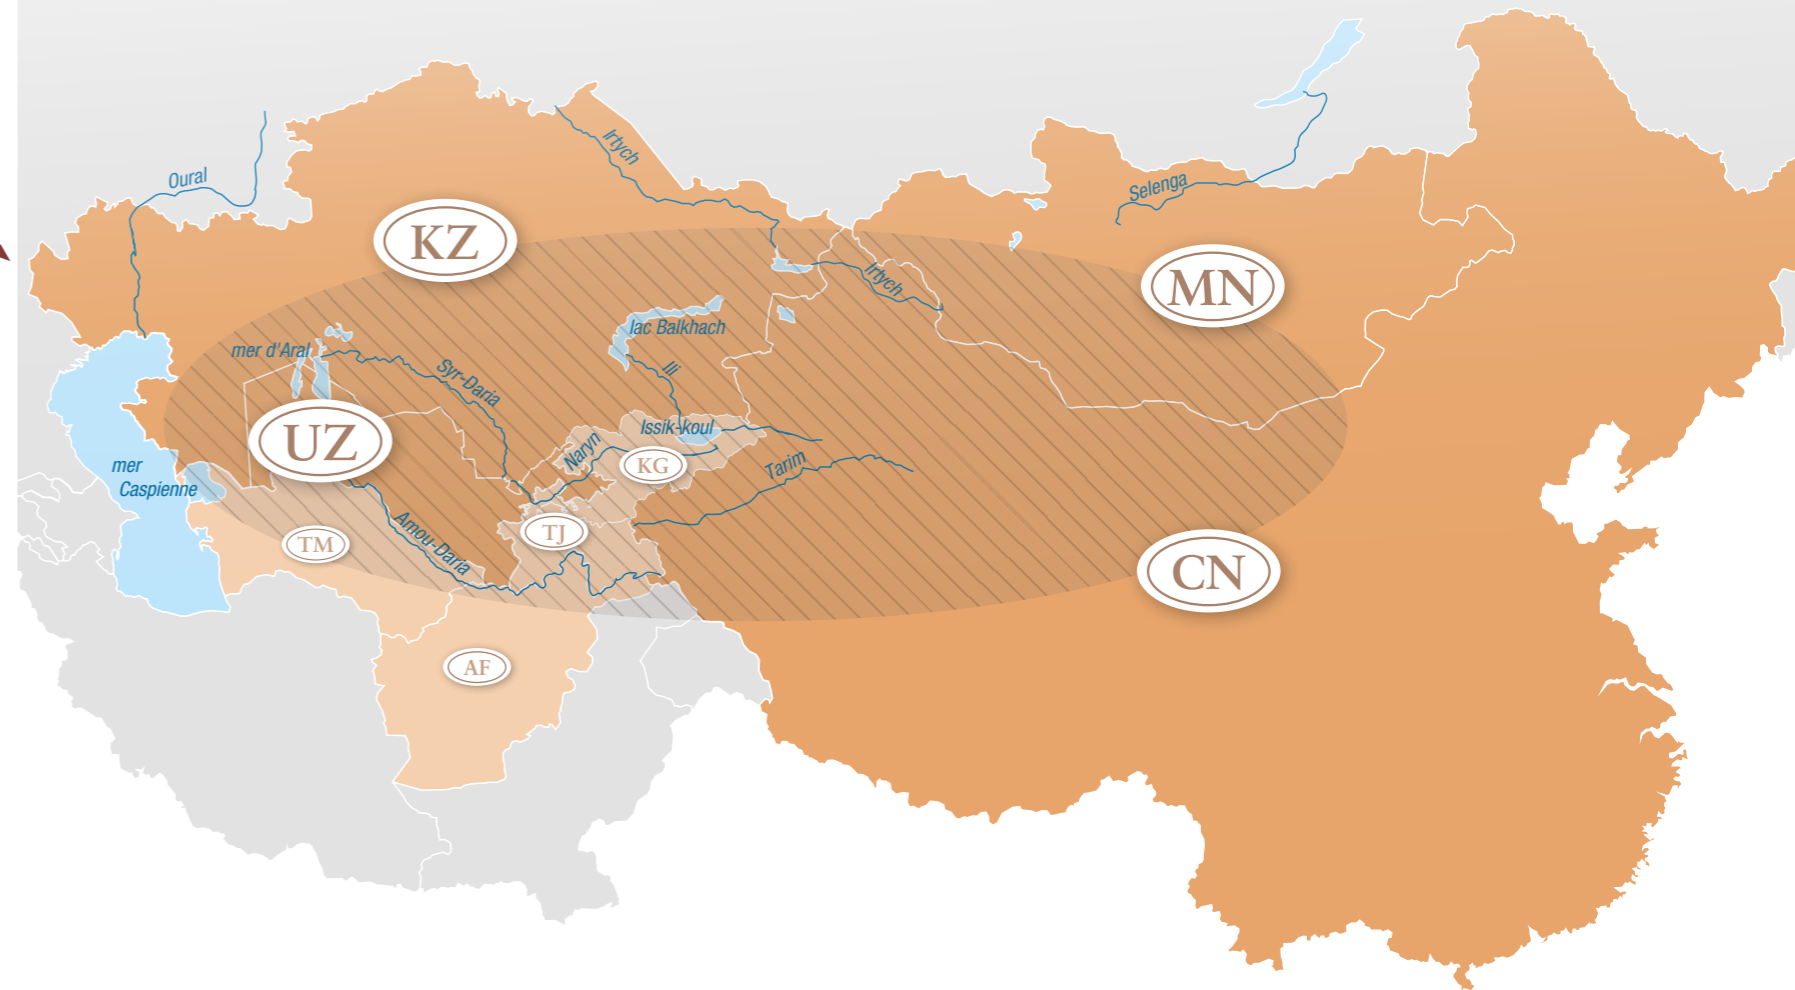 Oural
Irtych
Selenga
KZ
MN
Irtych
lac Balkhach
mer d'Aral
Syr-Daria
Ili
UZ
Issik-koul
Naryn
KG
Tarim
mer
Caspienne
TM
Amou-Daria
TJ
CN
AF